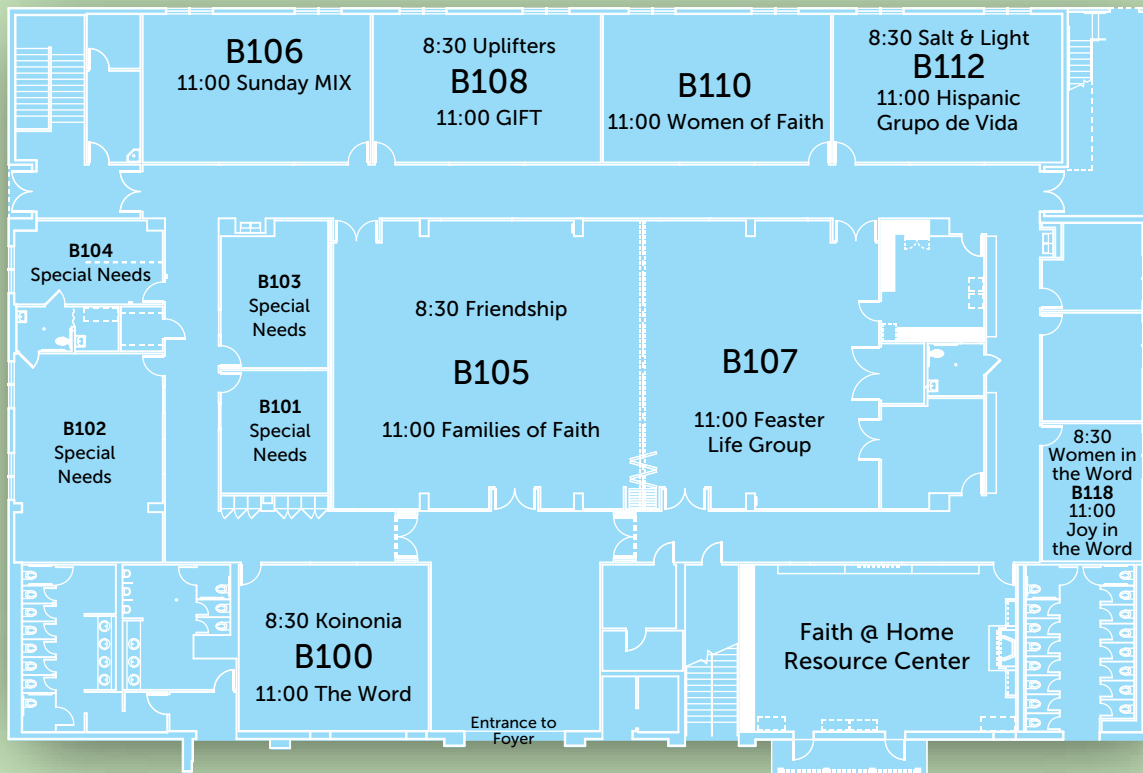 B106
11:00 Sunday MIX
8:30 Uplifters
B108
11:00 GIFT
B110
11:00 Women of Faith
8:30 Salt & Light
B112
11:00 Hispanic
Grupo de Vida
B104
Special Needs
B103
Special
Needs
8:30 Friendship
B105
11:00 Families of Faith
B107
11:00 Feaster
Life Group
B102
Special
Needs
B101
Special
Needs
8:30
Women in
the Word
B118
11:00
Joy in
the Word
8:30 Koinonia
B100
11:00 The Word
Entrance to
Foyer
Faith @ Home
Resource Center